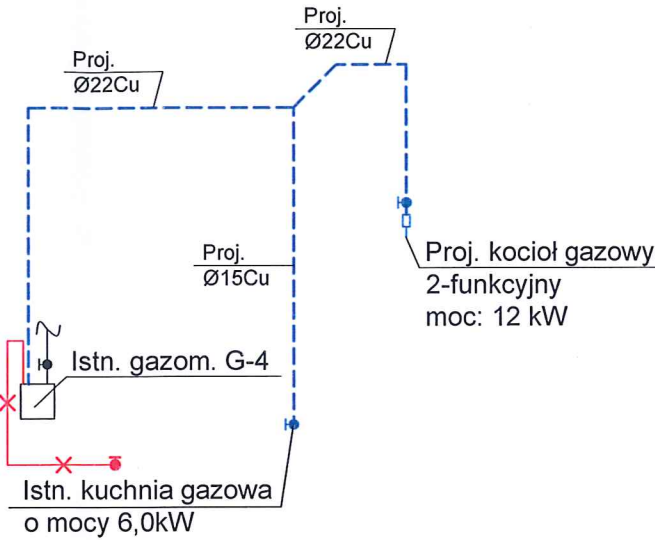 Proj.
Ø22Cu
Proj.
Ø22Cu
Proj.
Ø15Cu
Proj. kocioł gazowy
2-funkcyjny
moc: 12 kW
Istn. gazom. G-4
Istn. kuchnia gazowa
o mocy 6,0kW